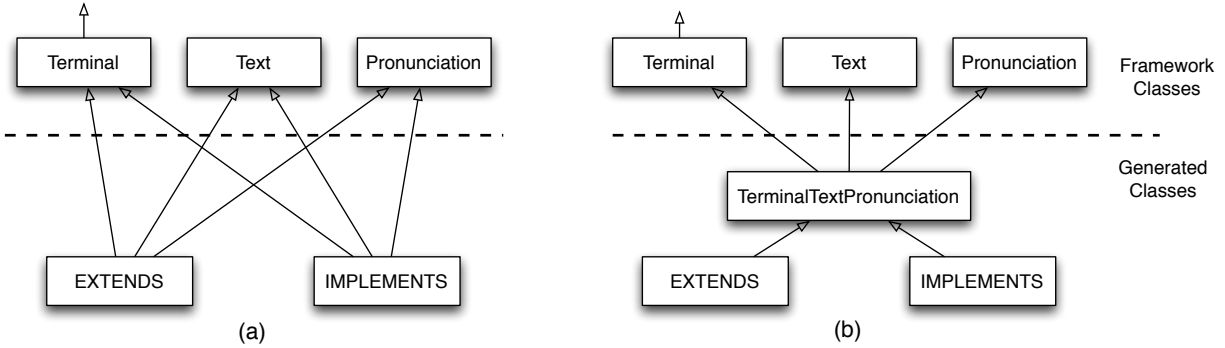 Terminal
Text
Pronunciation
EXTENDS
IMPLEMENTS
(a)
Terminal
Text
Pronunciation
Framework
Classes
TerminalTextPronunciation
Generated
Classes
EXTENDS
IMPLEMENTS
(b)